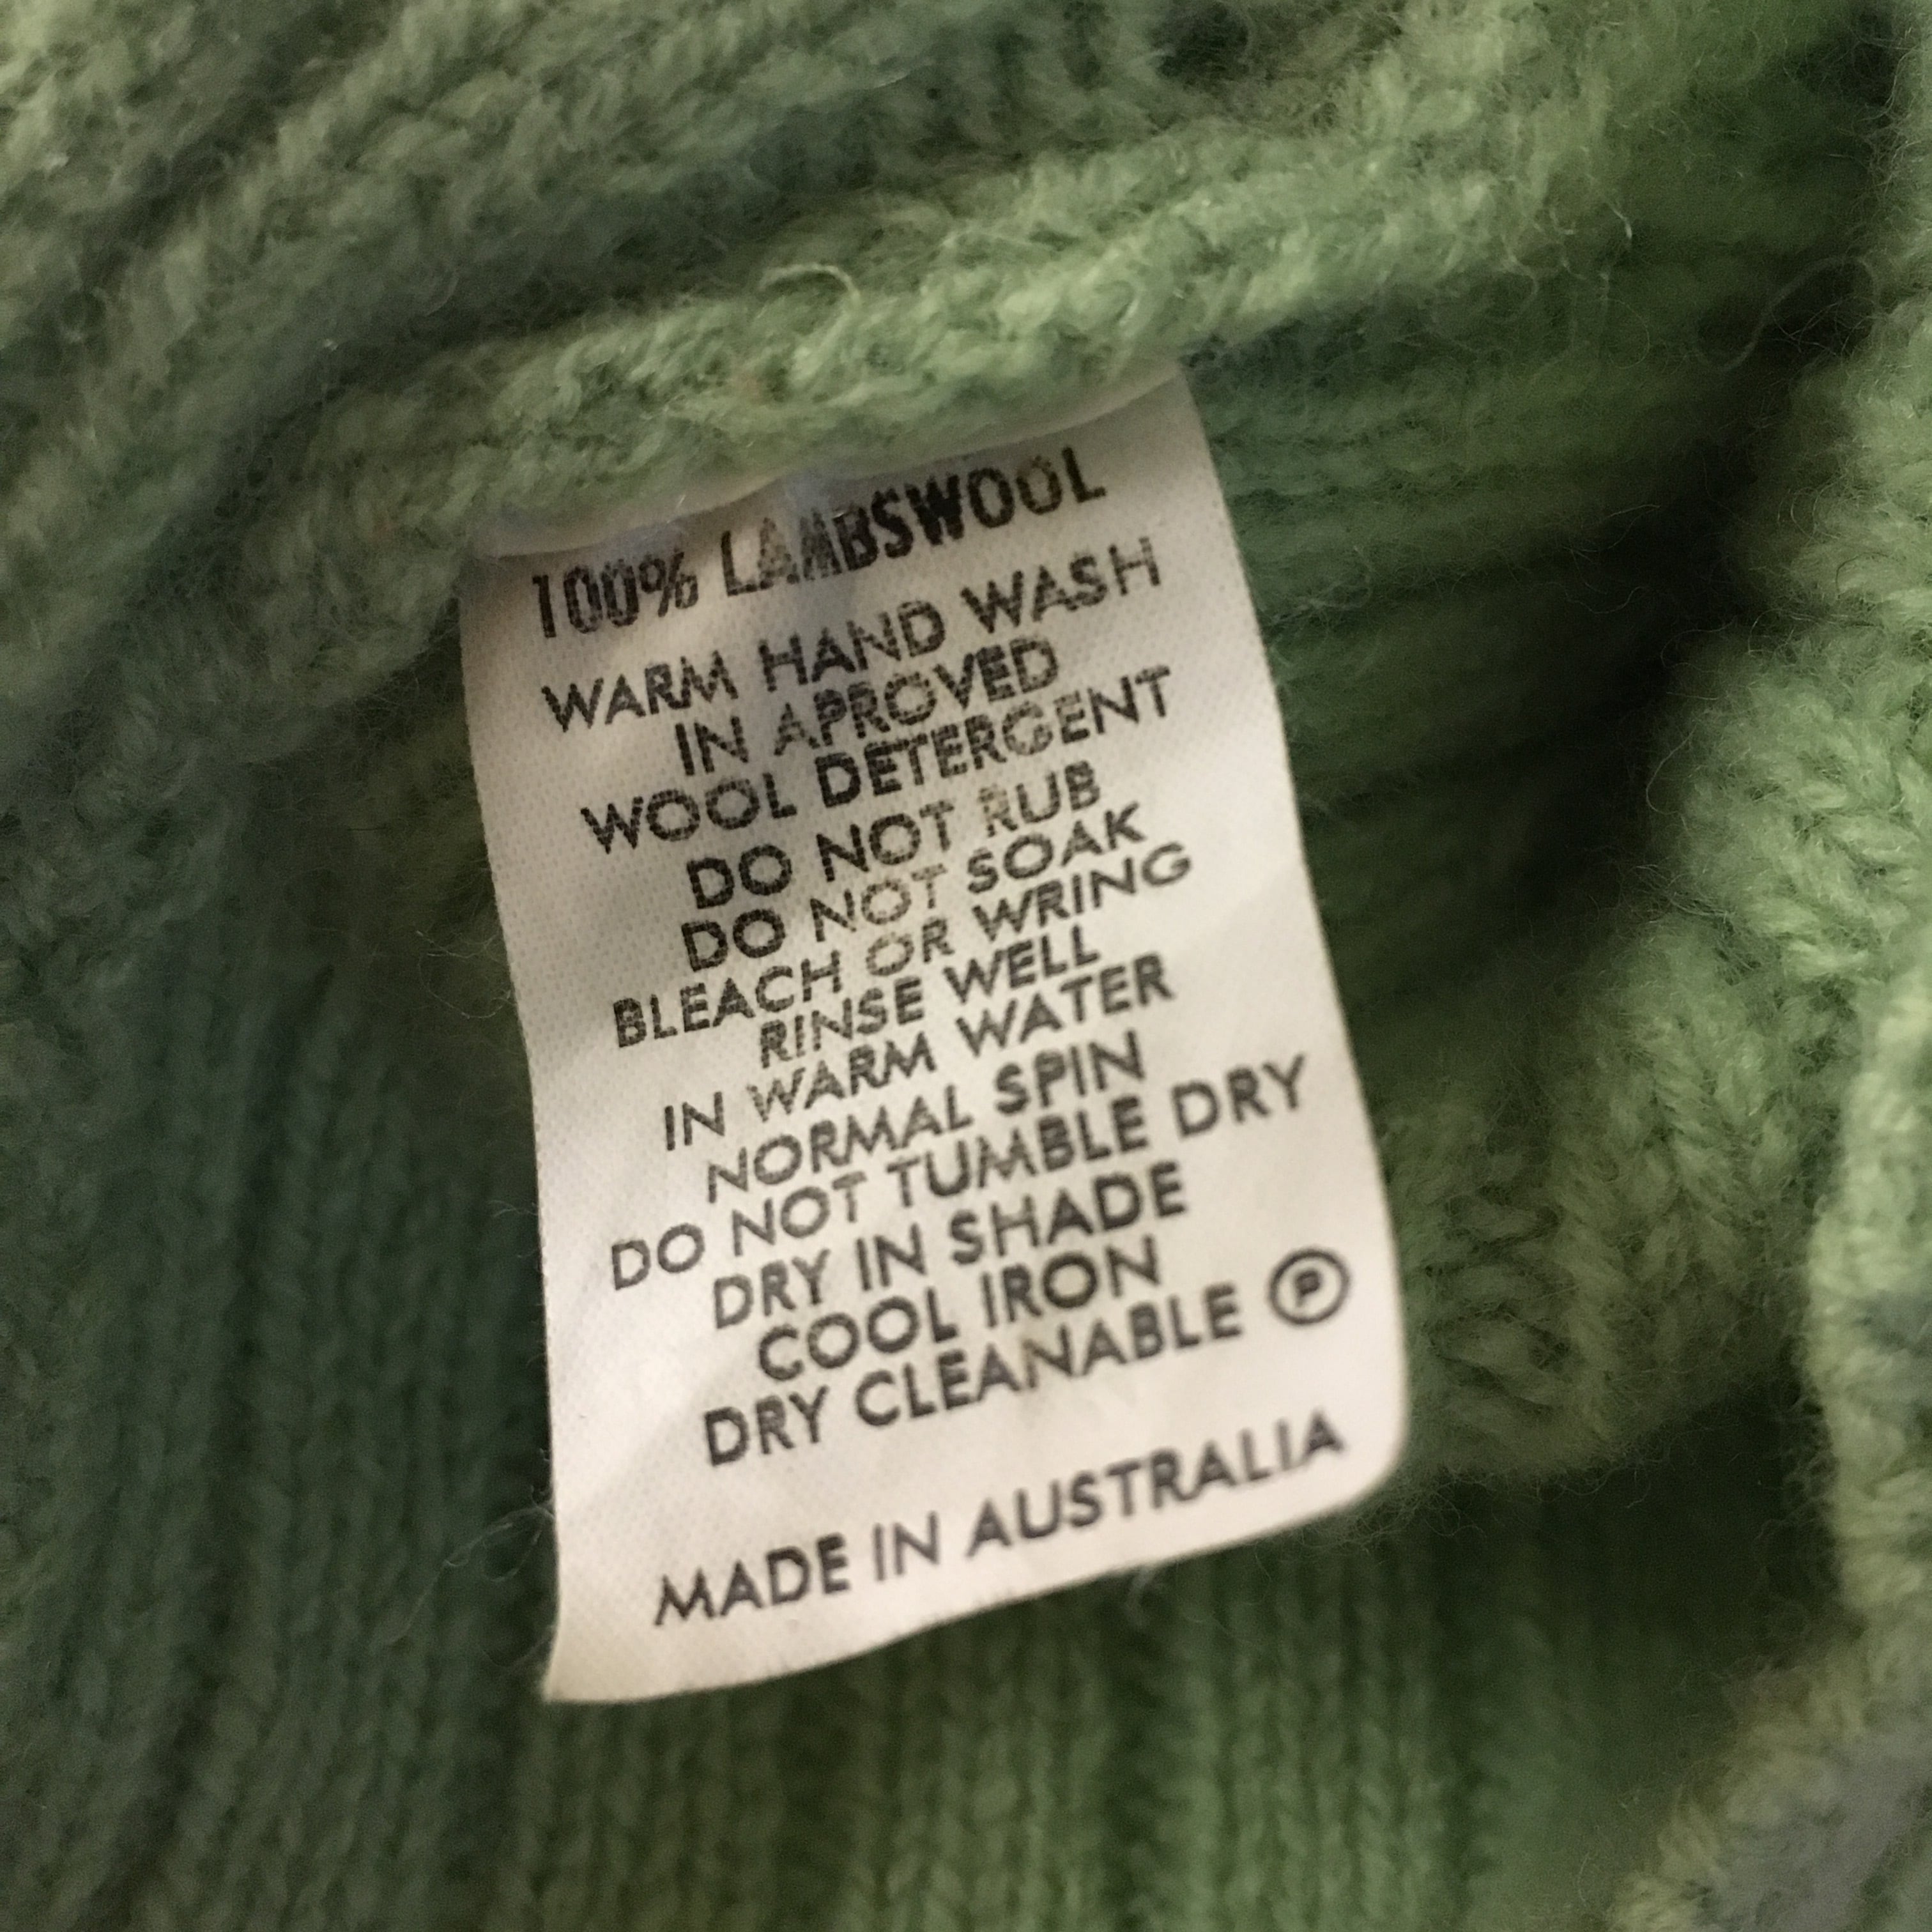 100% LAMBSWOOL
WARM HAND WASH
IN APROVED
WOOL DETERGENT
DO NOT RUB
DO NOT SOAK
BLEACH OR WRING
RINSE WELL
IN WARM WATER
NORMAL SPIN
DO NOT TUMBLE DRY
DRY IN SHADE
COOL IRON
DRY CLEANABLE Ⓟ
MADE IN AUSTRALIA